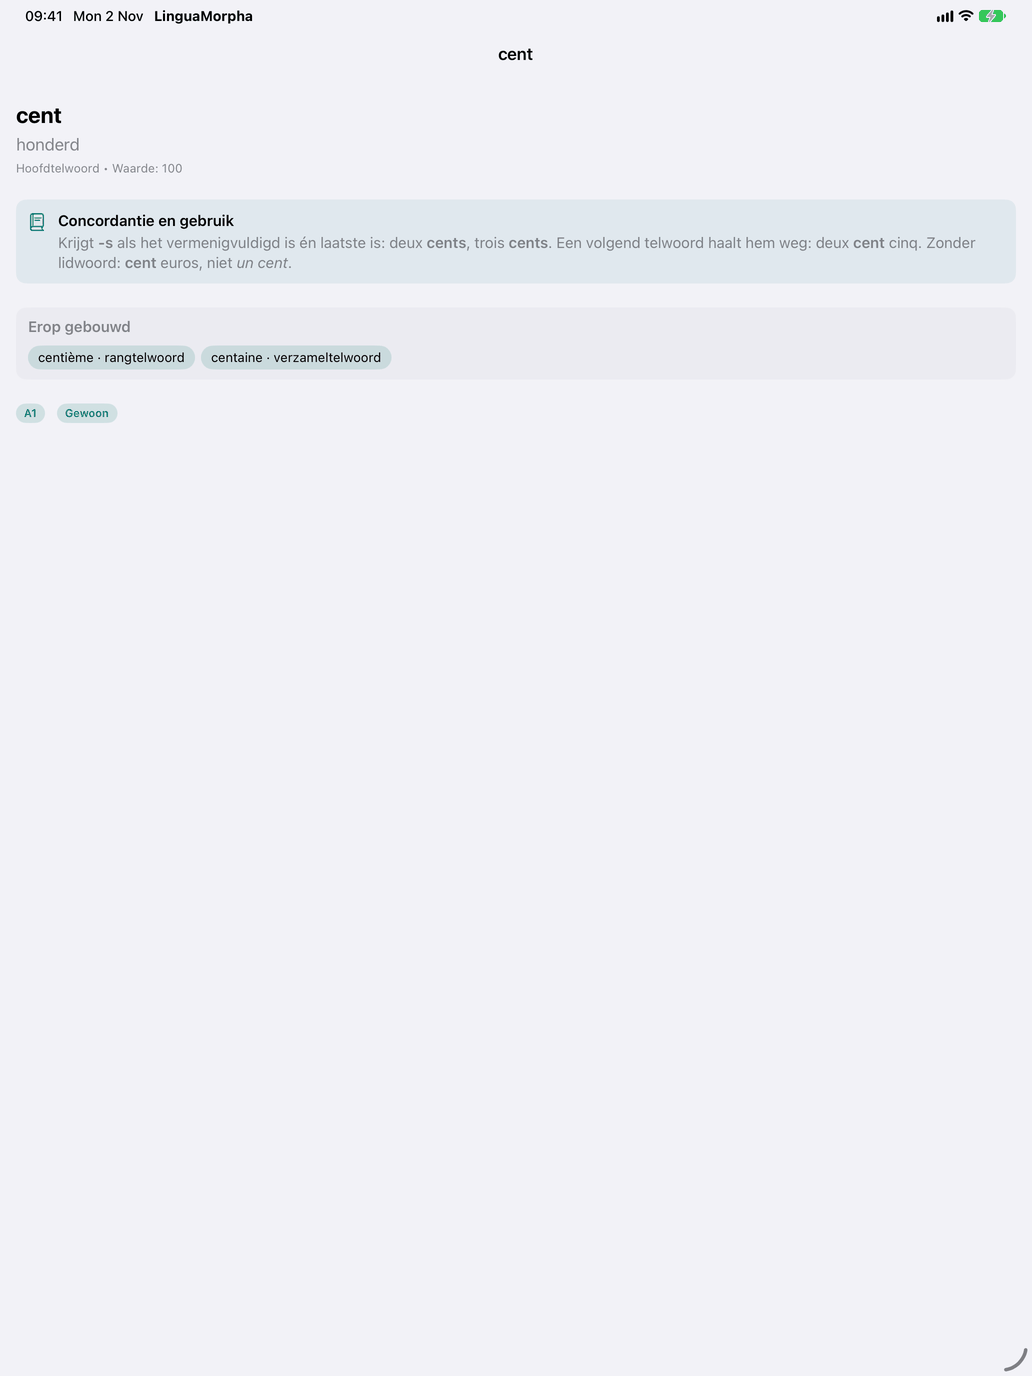 09:41 Mon 2 Nov LinguaMorpha
cent
cent
honderd
Hoofdtelwoord • Waarde: 100
Concordantie en gebruik
Krijgt -s als het vermenigvuldigd is én laatste is: deux cents, trois cents. Een volgend telwoord haalt hem weg: deux cent cinq. Zonder
lidwoord: cent euros, niet un cent.
Erop gebouwd
centième · rangtelwoord centaine · verzameltelwoord
A1 Gewoon